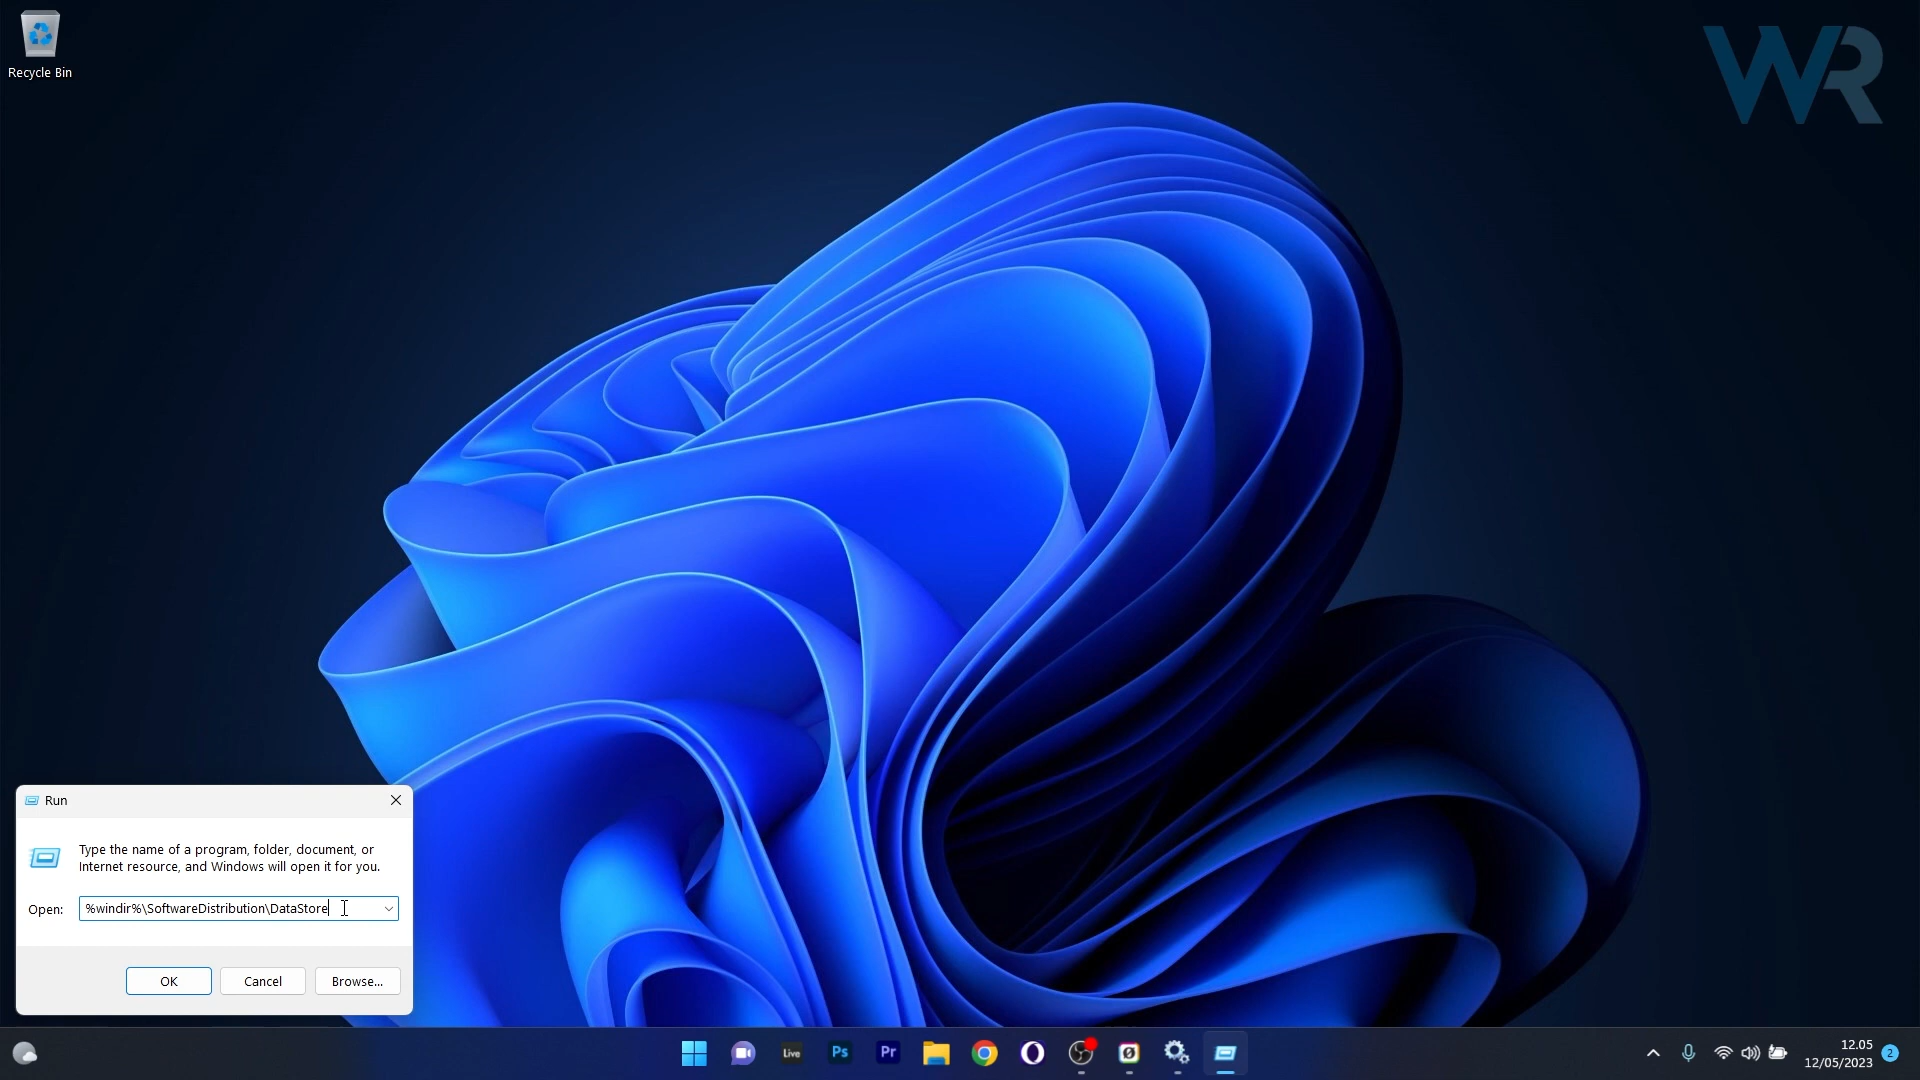 Recycle Bin
WR
Run
Type the name of a program, folder, document, or
Internet resource, and Windows will open it for you.
Open:
%windir%\SoftwareDistribution\DataStore
OK
Cancel
Browse...
Live
Ps
Pr
12.05
12/05/2023
2